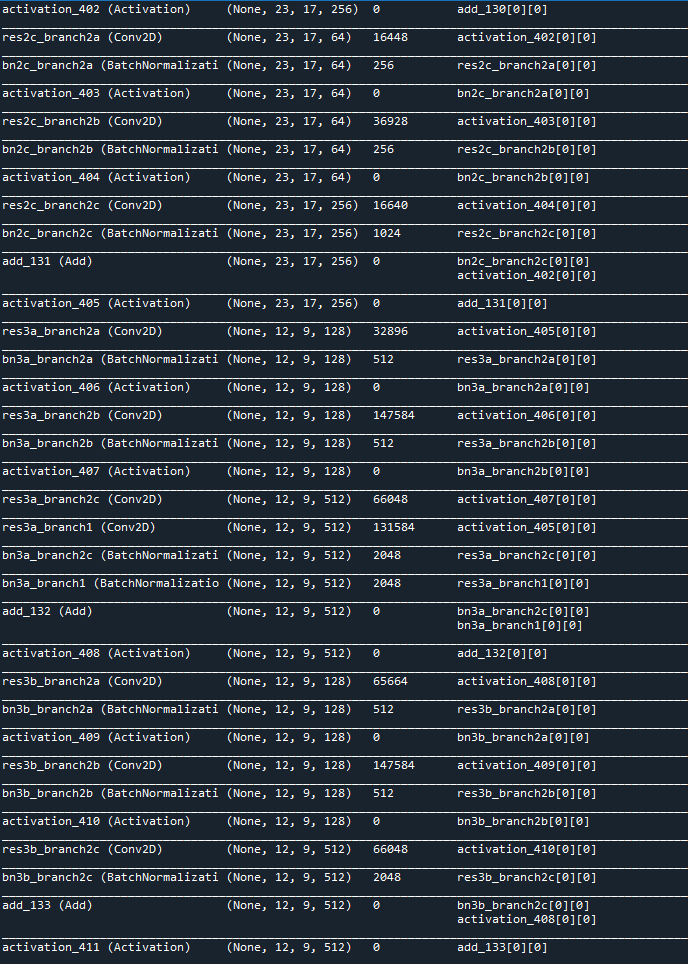 activation_402 (Activation) (None, 23, 17, 256) 0 add_130[0][0]
res2c_branch2a (Conv2D) (None, 23, 17, 64) 16448 activation_402[0][0]
bn2c_branch2a (BatchNormalizati (None, 23, 17, 64) 256 res2c_branch2a[0][0]
activation_403 (Activation) (None, 23, 17, 64) 0 bn2c_branch2a[0][0]
res2c_branch2b (Conv2D) (None, 23, 17, 64) 36928 activation_403[0][0]
bn2c_branch2b (BatchNormalizati (None, 23, 17, 64) 256 res2c_branch2b[0][0]
activation_404 (Activation) (None, 23, 17, 64) 0 bn2c_branch2b[0][0]
res2c_branch2c (Conv2D) (None, 23, 17, 256) 16640 activation_404[0][0]
bn2c_branch2c (BatchNormalizati (None, 23, 17, 256) 1024 res2c_branch2c[0][0]
add_131 (Add) (None, 23, 17, 256) 0 bn2c_branch2c[0][0]
activation_402[0][0]
activation_405 (Activation) (None, 23, 17, 256) 0 add_131[0][0]
res3a_branch2a (Conv2D) (None, 12, 9, 128) 32896 activation_405[0][0]
bn3a_branch2a (BatchNormalizati (None, 12, 9, 128) 512 res3a_branch2a[0][0]
activation_406 (Activation) (None, 12, 9, 128) 0 bn3a_branch2a[0][0]
res3a_branch2b (Conv2D) (None, 12, 9, 128) 147584 activation_406[0][0]
bn3a_branch2b (BatchNormalizati (None, 12, 9, 128) 512 res3a_branch2b[0][0]
activation_407 (Activation) (None, 12, 9, 128) 0 bn3a_branch2b[0][0]
res3a_branch2c (Conv2D) (None, 12, 9, 512) 66048 activation_407[0][0]
res3a_branch1 (Conv2D) (None, 12, 9, 512) 131584 activation_405[0][0]
bn3a_branch2c (BatchNormalizati (None, 12, 9, 512) 2048 res3a_branch2c[0][0]
bn3a_branch1 (BatchNormalizatio (None, 12, 9, 512) 2048 res3a_branch1[0][0]
add_132 (Add) (None, 12, 9, 512) 0 bn3a_branch2c[0][0]
bn3a_branch1[0][0]
activation_408 (Activation) (None, 12, 9, 512) 0 add_132[0][0]
res3b_branch2a (Conv2D) (None, 12, 9, 128) 65664 activation_408[0][0]
bn3b_branch2a (BatchNormalizati (None, 12, 9, 128) 512 res3b_branch2a[0][0]
activation_409 (Activation) (None, 12, 9, 128) 0 bn3b_branch2a[0][0]
res3b_branch2b (Conv2D) (None, 12, 9, 128) 147584 activation_409[0][0]
bn3b_branch2b (BatchNormalizati (None, 12, 9, 128) 512 res3b_branch2b[0][0]
activation_410 (Activation) (None, 12, 9, 128) 0 bn3b_branch2b[0][0]
res3b_branch2c (Conv2D) (None, 12, 9, 512) 66048 activation_410[0][0]
bn3b_branch2c (BatchNormalizati (None, 12, 9, 512) 2048 res3b_branch2c[0][0]
add_133 (Add) (None, 12, 9, 512) 0 bn3b_branch2c[0][0]
activation_408[0][0]
activation_411 (Activation) (None, 12, 9, 512) 0 add_133[0][0]